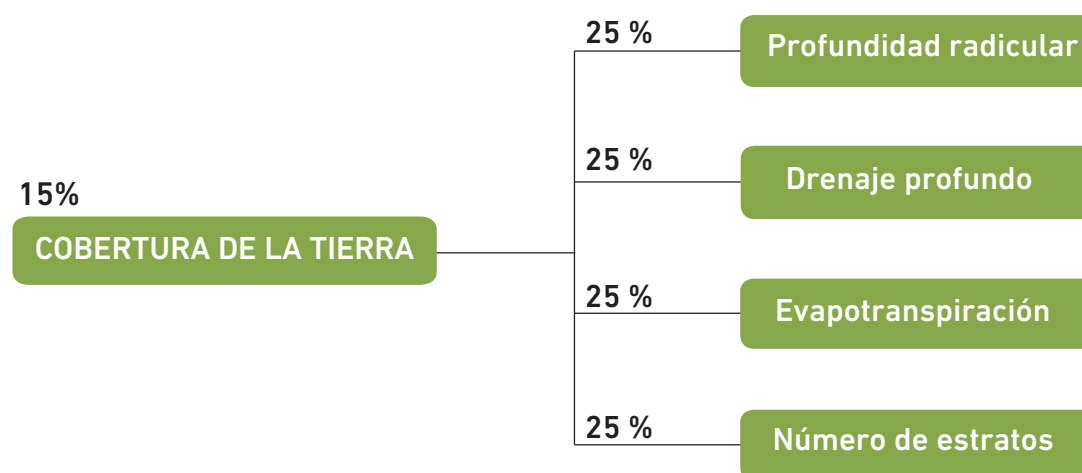 25 %
Profundidad radicular
25 %
Drenaje profundo
15%
COBERTURA DE LA TIERRA
25 %
Evapotranspiración
25 %
Número de estratos